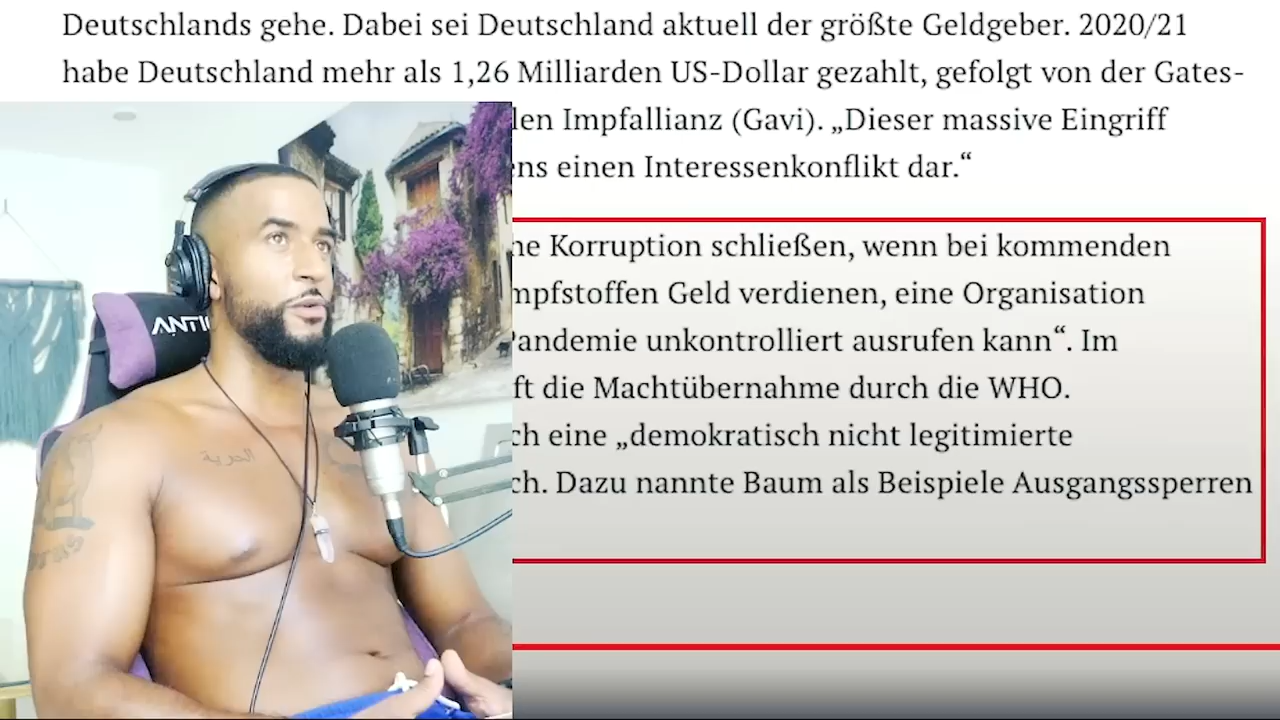 Deutschlands gehe. Dabei sei Deutschland aktuell der größte Geldgeber. 2020/21
habe Deutschland mehr als 1,26 Milliarden US-Dollar gezahlt, gefolgt von der Gates-
len Impfallianz (Gavi). „Dieser massive Eingriff
ens einen Interessenkonflikt dar.“
ne Korruption schließen, wenn bei kommenden
mpfstoffen Geld verdienen, eine Organisation
Pandemie unkontrolliert ausrufen kann“. Im
ft die Machtübernahme durch die WHO.
ch eine „demokratisch nicht legitimierte
ch. Dazu nannte Baum als Beispiele Ausgangssperren
ANTI
الحرية